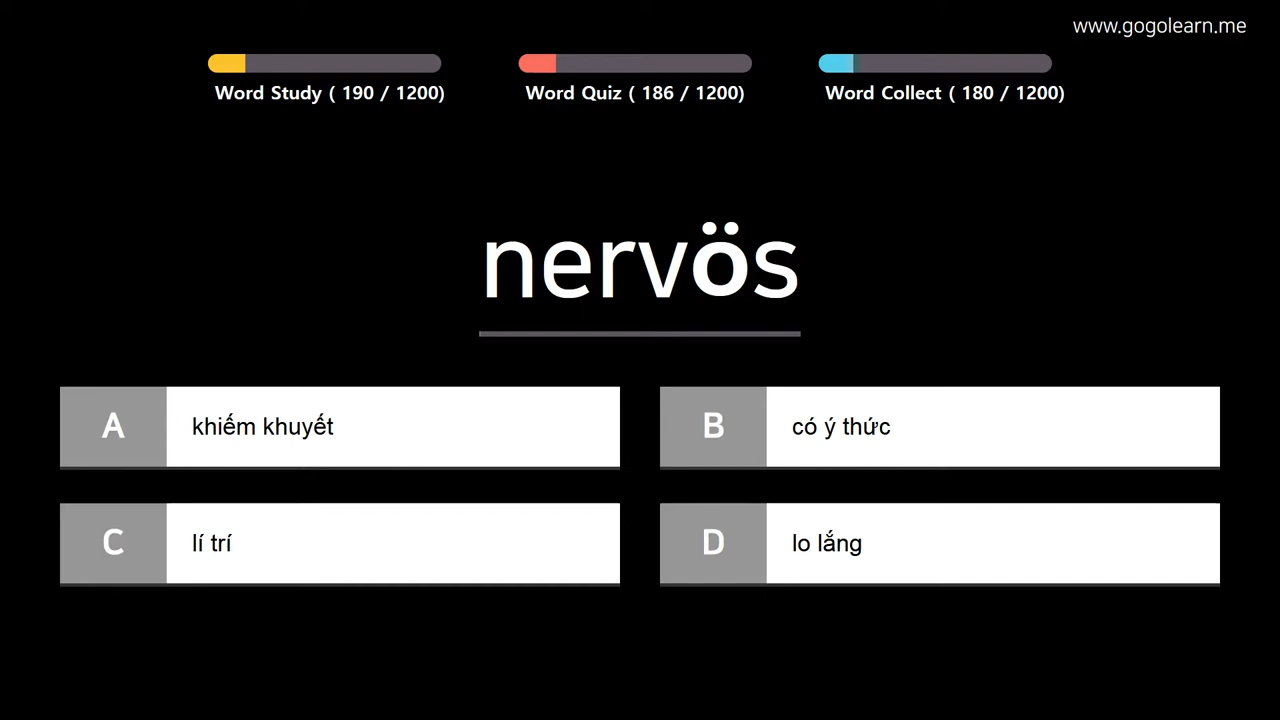 www.gogolearn.me
Word Study ( 190 / 1200)
Word Quiz ( 186 / 1200)
Word Collect ( 180 / 1200)
nervös
A
khiếm khuyết
B
có ý thức
C
lí trí
D
lo lắng